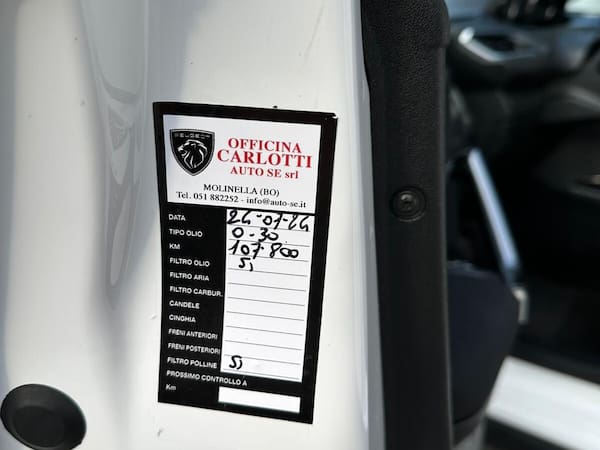 PEUGEOT
OFFICINA
CARLOTTI
AUTO SE srl
MOLINELLA (BO)
Tel. 051 882252 - info@auto-se.it
DATA 24-01-24
TIPO OLIO 0-30
KM 107.800
FILTRO OLIO Si
FILTRO ARIA
FILTRO CARBUR.
CANDELE
CINGHIA
FRENI ANTERIORI
FRENI POSTERIORI
FILTRO POLLINE Si
PROSSIMO CONTROLLO A
Km